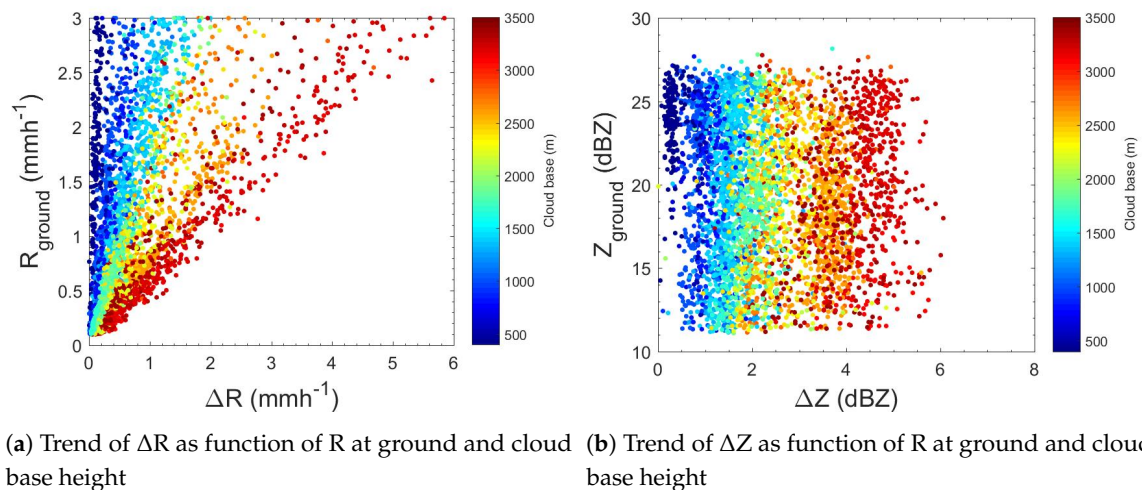 3
2.5
2
1.5
1
0.5
0
R_ground (mmh⁻¹)
0 1 2 3 4 5 6
ΔR (mmh⁻¹)
3500
3000
2500
2000
1500
1000
500
Cloud base (m)
30
25
20
15
10
Z_ground (dBZ)
0 2 4 6 8
ΔZ (dBZ)
3500
3000
2500
2000
1500
1000
500
Cloud base (m)
(a) Trend of ΔR as function of R at ground and cloud
base height
(b) Trend of ΔZ as function of R at ground and cloud
base height